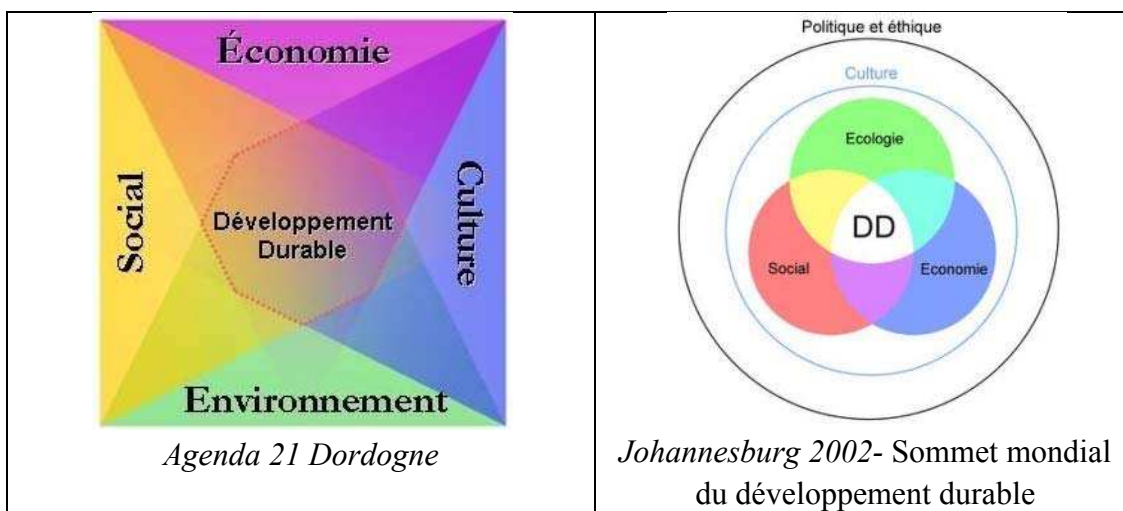 Économie
Social
Culture
Développement
Durable
Environnement
Agenda 21 Dordogne
Politique et éthique
Culture
Ecologie
DD
Social
Economie
Johannesburg 2002- Sommet mondial
du développement durable